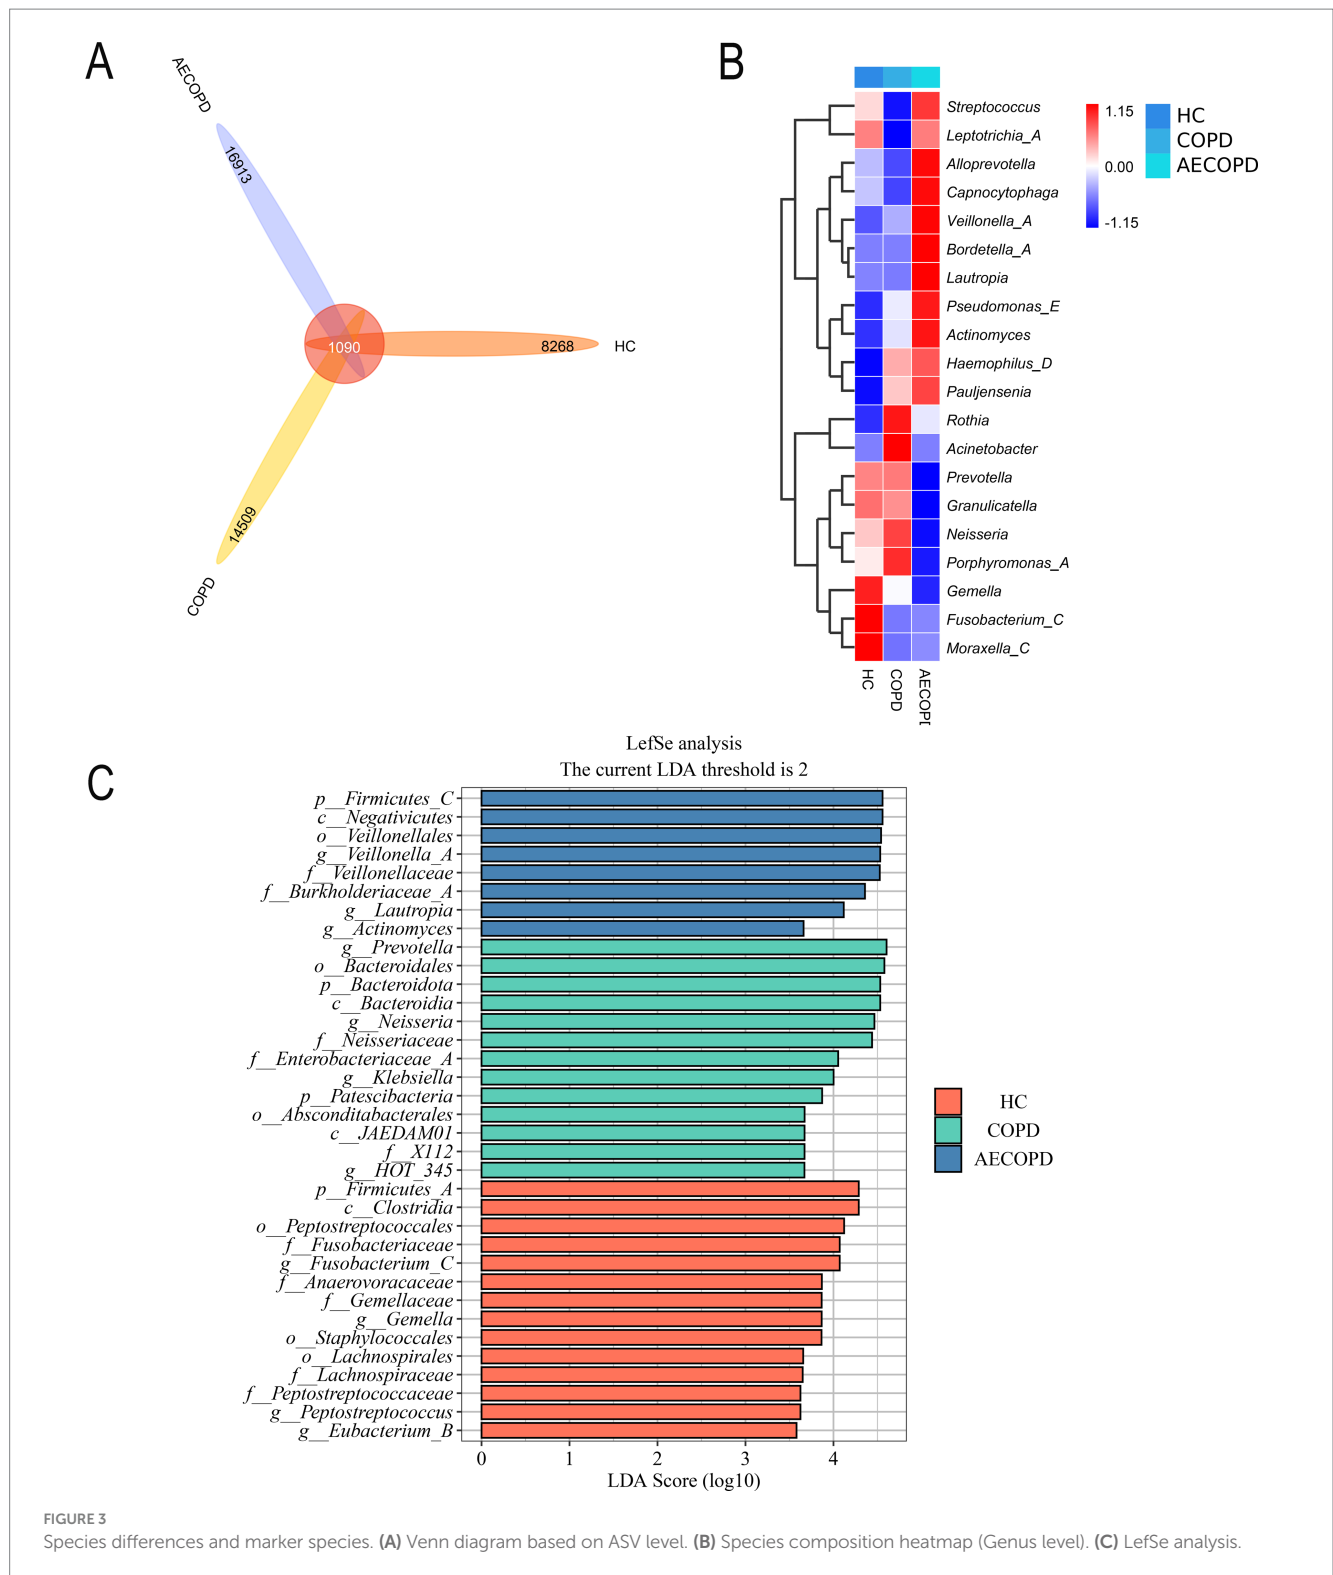 A
AECOPD
16913
1090
8268
HC
14509
COPD
B
Streptococcus
Leptotrichia_A
Alloprevotella
Capnocytophaga
Veillonella_A
Bordetella_A
Lautropia
Pseudomonas_E
Actinomyces
Haemophilus_D
Pauljensenia
Rothia
Acinetobacter
Prevotella
Granulicatella
Neisseria
Porphyromonas_A
Gemella
Fusobacterium_C
Moraxella_C
HC
COPD
AECOPD
1.15
0.00
-1.15
HC
COPD
AECOPD
C
LefSe analysis
The current LDA threshold is 2
p__Firmicutes_C
c__Negativicutes
o__Veillonellales
g__Veillonella_A
f__Veillonellaceae
f__Burkholderiaceae_A
g__Lautropia
g__Actinomyces
g__Prevotella
o__Bacteroidales
p__Bacteroidota
c__Bacteroidia
g__Neisseria
f__Neisseriaceae
f__Enterobacteriaceae_A
g__Klebsiella
p__Patescibacteria
o__Absconditabacterales
c__JAEDAM01
f__X112
g__HOT_345
p__Firmicutes_A
c__Clostridia
o__Peptostreptococcales
f__Fusobacteriaceae
g__Fusobacterium_C
f__Anaerovoracaceae
f__Gemellaceae
g__Gemella
o__Staphylococcales
o__Lachnospirales
f__Lachnospiraceae
f__Peptostreptococcaceae
g__Peptostreptococcus
g__Eubacterium_B
0 1 2 3 4
LDA Score (log10)
HC
COPD
AECOPD
FIGURE 3
Species differences and marker species. (A) Venn diagram based on ASV level. (B) Species composition heatmap (Genus level). (C) LefSe analysis.